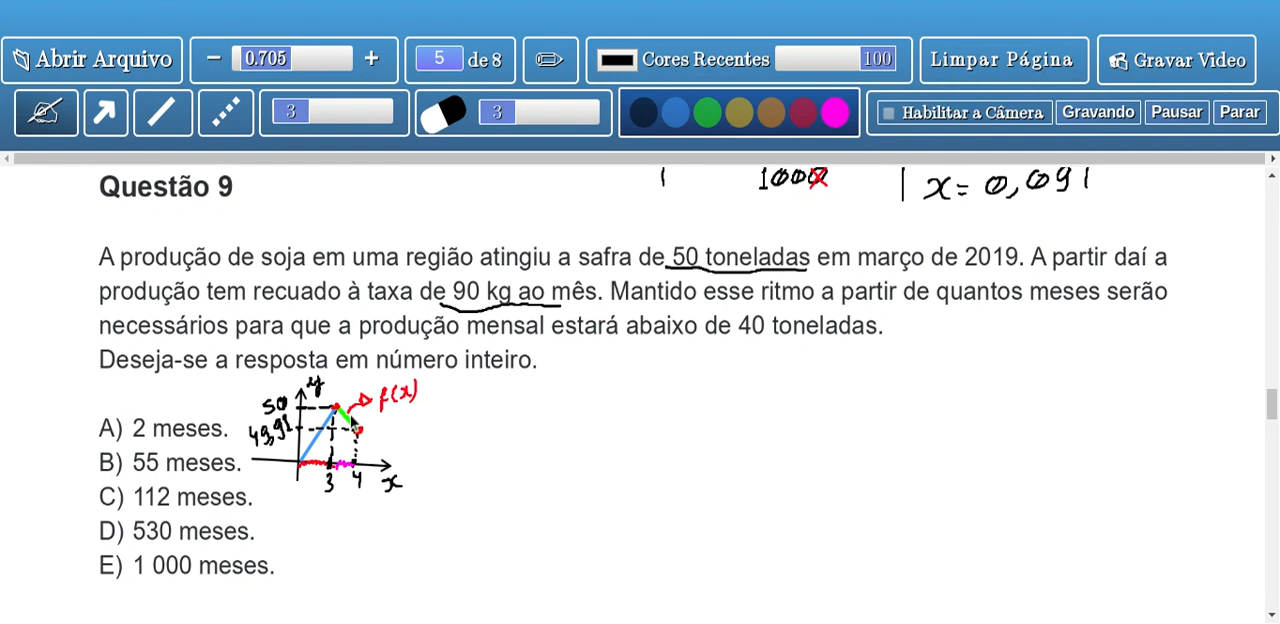 Abrir Arquivo − 0.705 + 5 de 8 Cores Recentes 100 Limpar Página Gravar Video
3 3 Habilitar a Câmera Gravando Pausar Parar
Questão 9
1000 x = 0,091
A produção de soja em uma região atingiu a safra de 50 toneladas em março de 2019. A partir daí a
produção tem recuado à taxa de 90 kg ao mês. Mantido esse ritmo a partir de quantos meses serão
necessários para que a produção mensal estará abaixo de 40 toneladas.
Deseja-se a resposta em número inteiro.
y
f(x)
50
49,91
3 4 x
A) 2 meses.
B) 55 meses.
C) 112 meses.
D) 530 meses.
E) 1 000 meses.